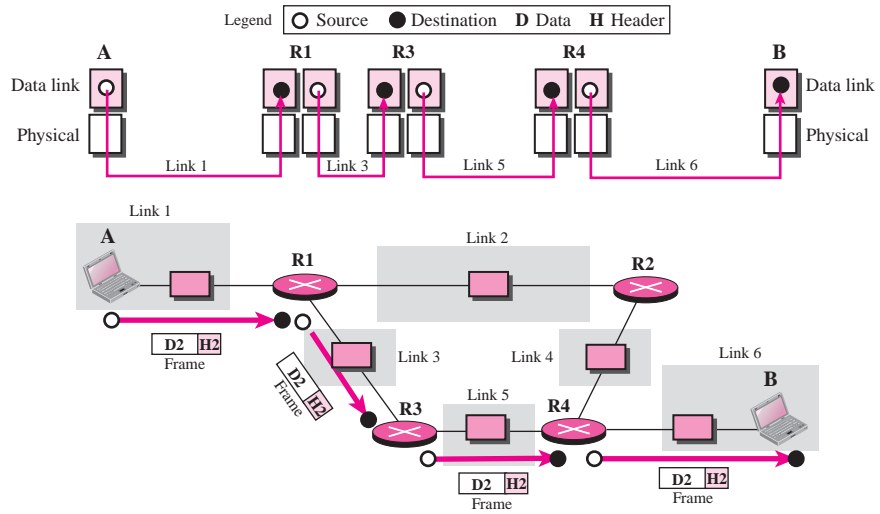 Legend Source Destination D Data H Header
A R1 R3 R4 B
Data link Data link
Physical Physical
Link 1 Link 3 Link 5 Link 6
Link 1
A
R1
Link 2
R2
D2 H2
Frame
Link 3
Link 4
Link 6
B
D2 H2
Frame
R3
Link 5
R4
D2 H2
Frame
D2 H2
Frame